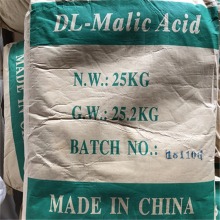 DL-Malic Acid
N.W.: 25KG
G.W.: 25.2KG
BATCH NO.:
MADE IN CHINA